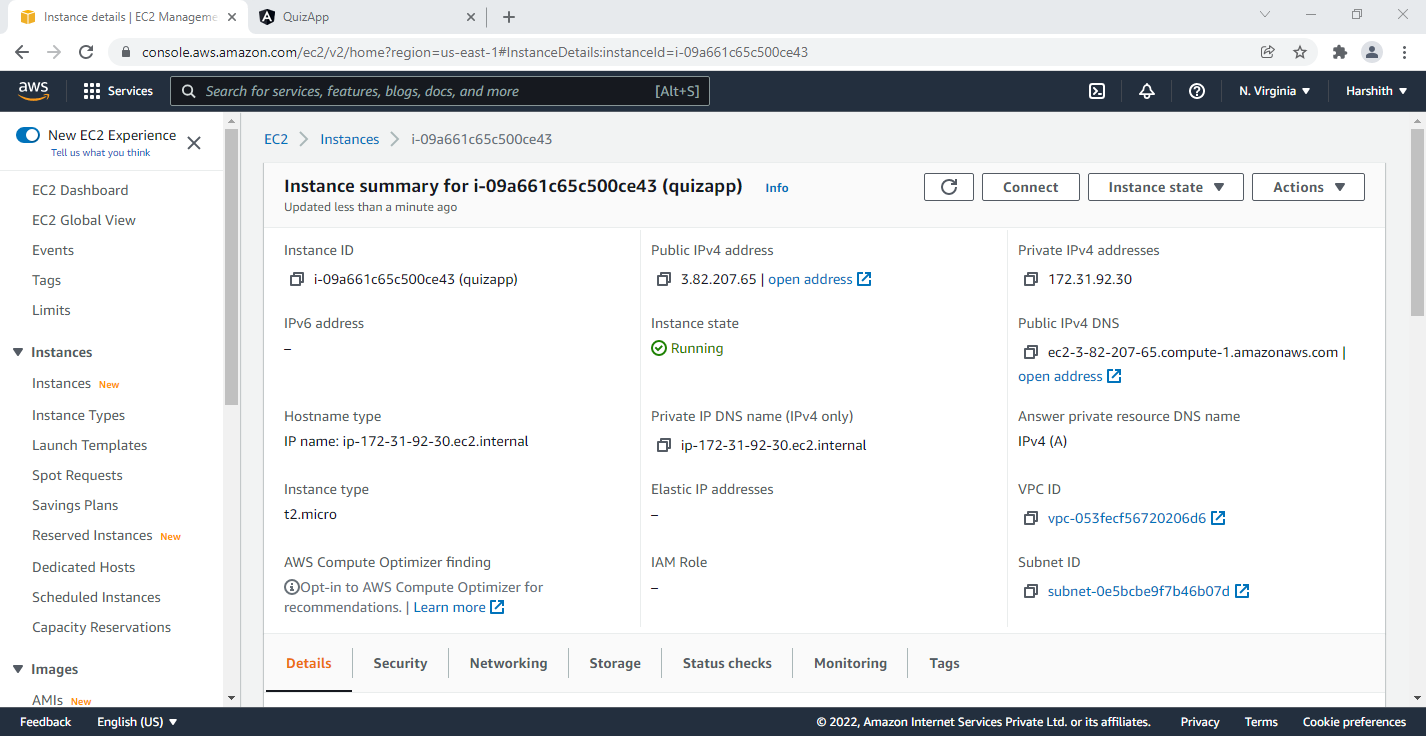 Instance details | EC2 Manageme
QuizApp
console.aws.amazon.com/ec2/v2/home?region=us-east-1#InstanceDetails:instanceId=i-09a661c65c500ce43
aws
Services
Search for services, features, blogs, docs, and more
[Alt+S]
N. Virginia
Harshith
New EC2 Experience
Tell us what you think
EC2 Dashboard
EC2 Global View
Events
Tags
Limits
Instances
Instances New
Instance Types
Launch Templates
Spot Requests
Savings Plans
Reserved Instances New
Dedicated Hosts
Scheduled Instances
Capacity Reservations
Images
AMIs New
EC2
Instances
i-09a661c65c500ce43
Instance summary for i-09a661c65c500ce43 (quizapp)
Info
Updated less than a minute ago
Connect
Instance state
Actions
Instance ID
i-09a661c65c500ce43 (quizapp)
Public IPv4 address
3.82.207.65 | open address
Private IPv4 addresses
172.31.92.30
IPv6 address
–
Instance state
Running
Public IPv4 DNS
ec2-3-82-207-65.compute-1.amazonaws.com |
open address
Hostname type
IP name: ip-172-31-92-30.ec2.internal
Private IP DNS name (IPv4 only)
ip-172-31-92-30.ec2.internal
Answer private resource DNS name
IPv4 (A)
Instance type
t2.micro
Elastic IP addresses
–
VPC ID
vpc-053fecf56720206d6
AWS Compute Optimizer finding
Opt-in to AWS Compute Optimizer for
recommendations. | Learn more
IAM Role
–
Subnet ID
subnet-0e5bcbe9f7b46b07d
Details
Security
Networking
Storage
Status checks
Monitoring
Tags
Feedback
English (US)
© 2022, Amazon Internet Services Private Ltd. or its affiliates.
Privacy
Terms
Cookie preferences